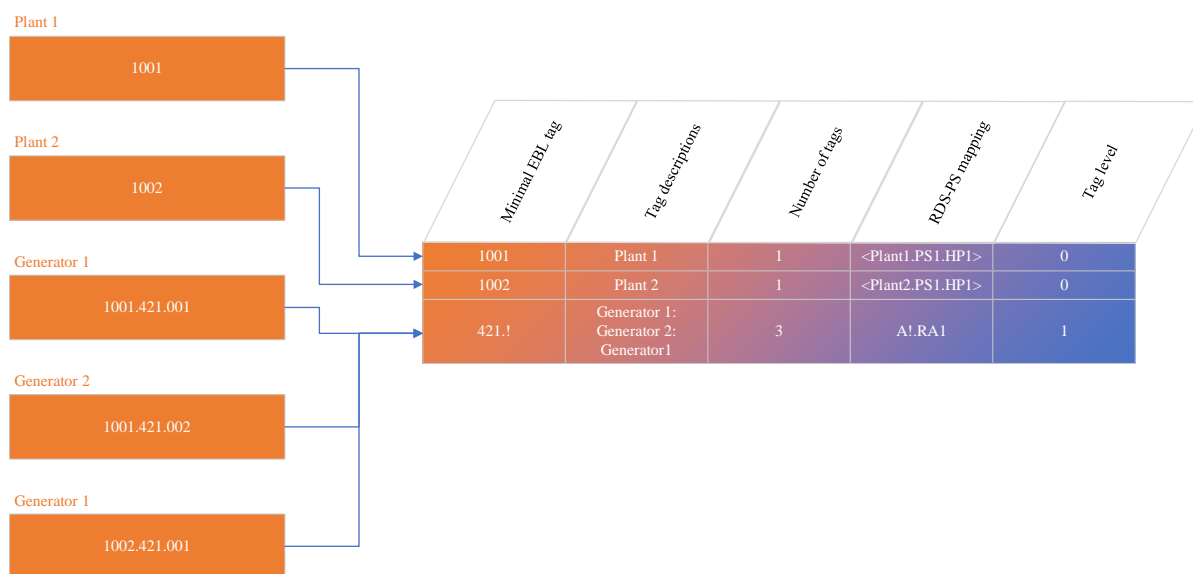 Plant 1
1001
Plant 2
1002
Generator 1
1001.421.001
Generator 2
1001.421.002
Generator 1
1002.421.001
Minimal EBL tag
Tag descriptions
Number of tags
RDS-PS mapping
Tag level
1001 Plant 1 1 <Plant1.PS1.HP1> 0
1002 Plant 2 1 <Plant2.PS1.HP1> 0
421.! Generator 1: 3 A!.RA1 1
Generator 2:
Generator1